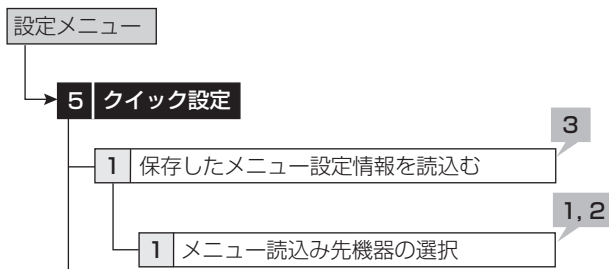 設定メニュー
5 クイック設定
3
1 保存したメニュー設定情報を読込む
1, 2
1 メニュー読込み先機器の選択